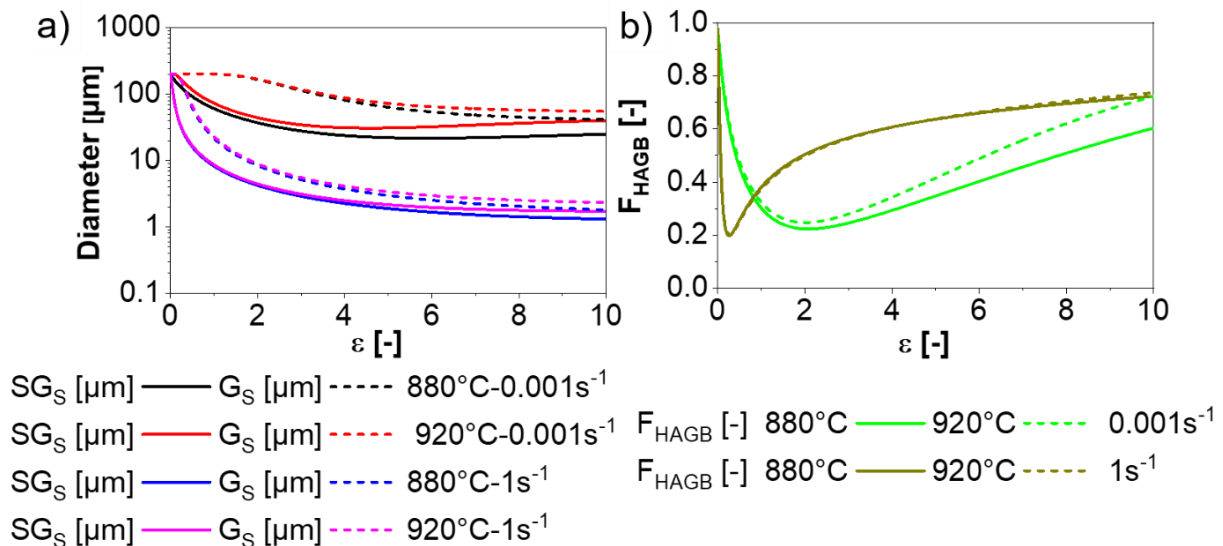 a)
Diameter [µm]
1000
100
10
1
0.1
0 2 4 6 8 10
ε [-]
b)
F_HAGB [-]
1.0
0.8
0.6
0.4
0.2
0.0
0 2 4 6 8 10
ε [-]
SG_S [µm] G_S [µm] 880°C-0.001s⁻¹
SG_S [µm] G_S [µm] 920°C-0.001s⁻¹
SG_S [µm] G_S [µm] 880°C-1s⁻¹
SG_S [µm] G_S [µm] 920°C-1s⁻¹
F_HAGB [-] 880°C 920°C 0.001s⁻¹
F_HAGB [-] 880°C 920°C 1s⁻¹